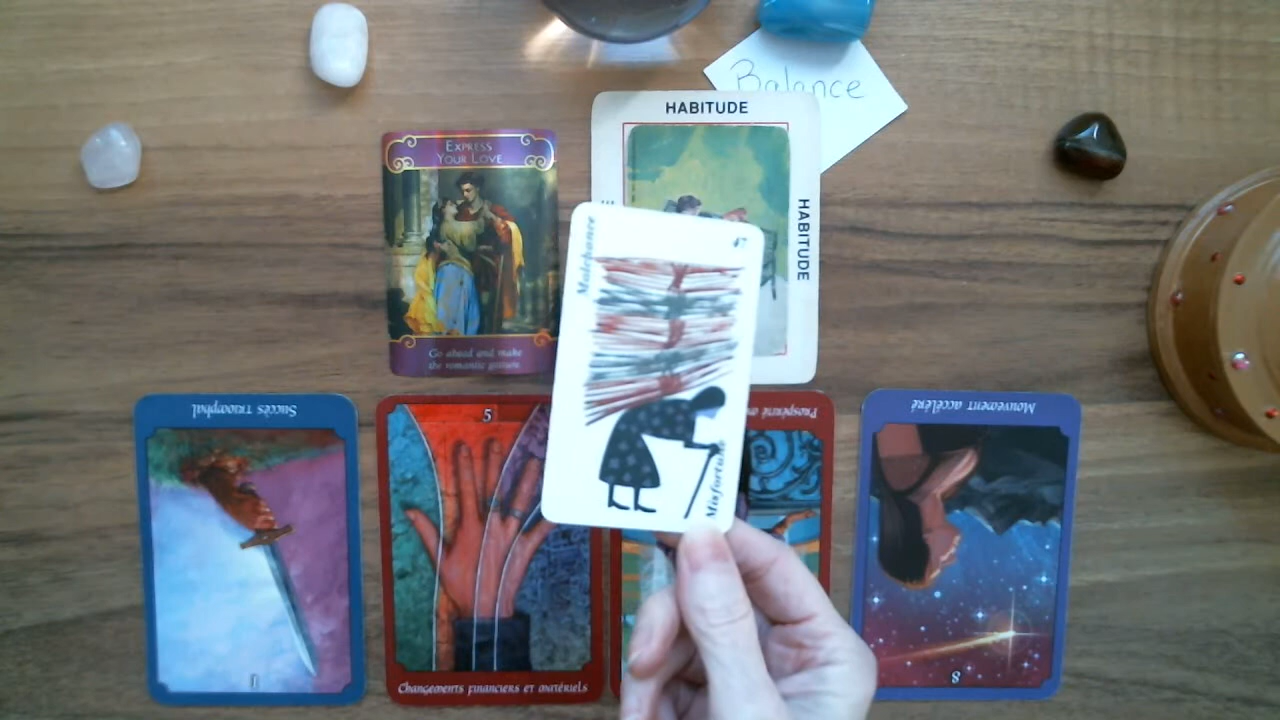 Balance
HABITUDE
HABITUDE
EXPRESS
YOUR LOVE
Go ahead and make
the romantic gesture
47
Malchance
Misfortune
Succès triomphal
1
5
Changements financiers et matériels
Prospérité
Mouvement accéléré
8